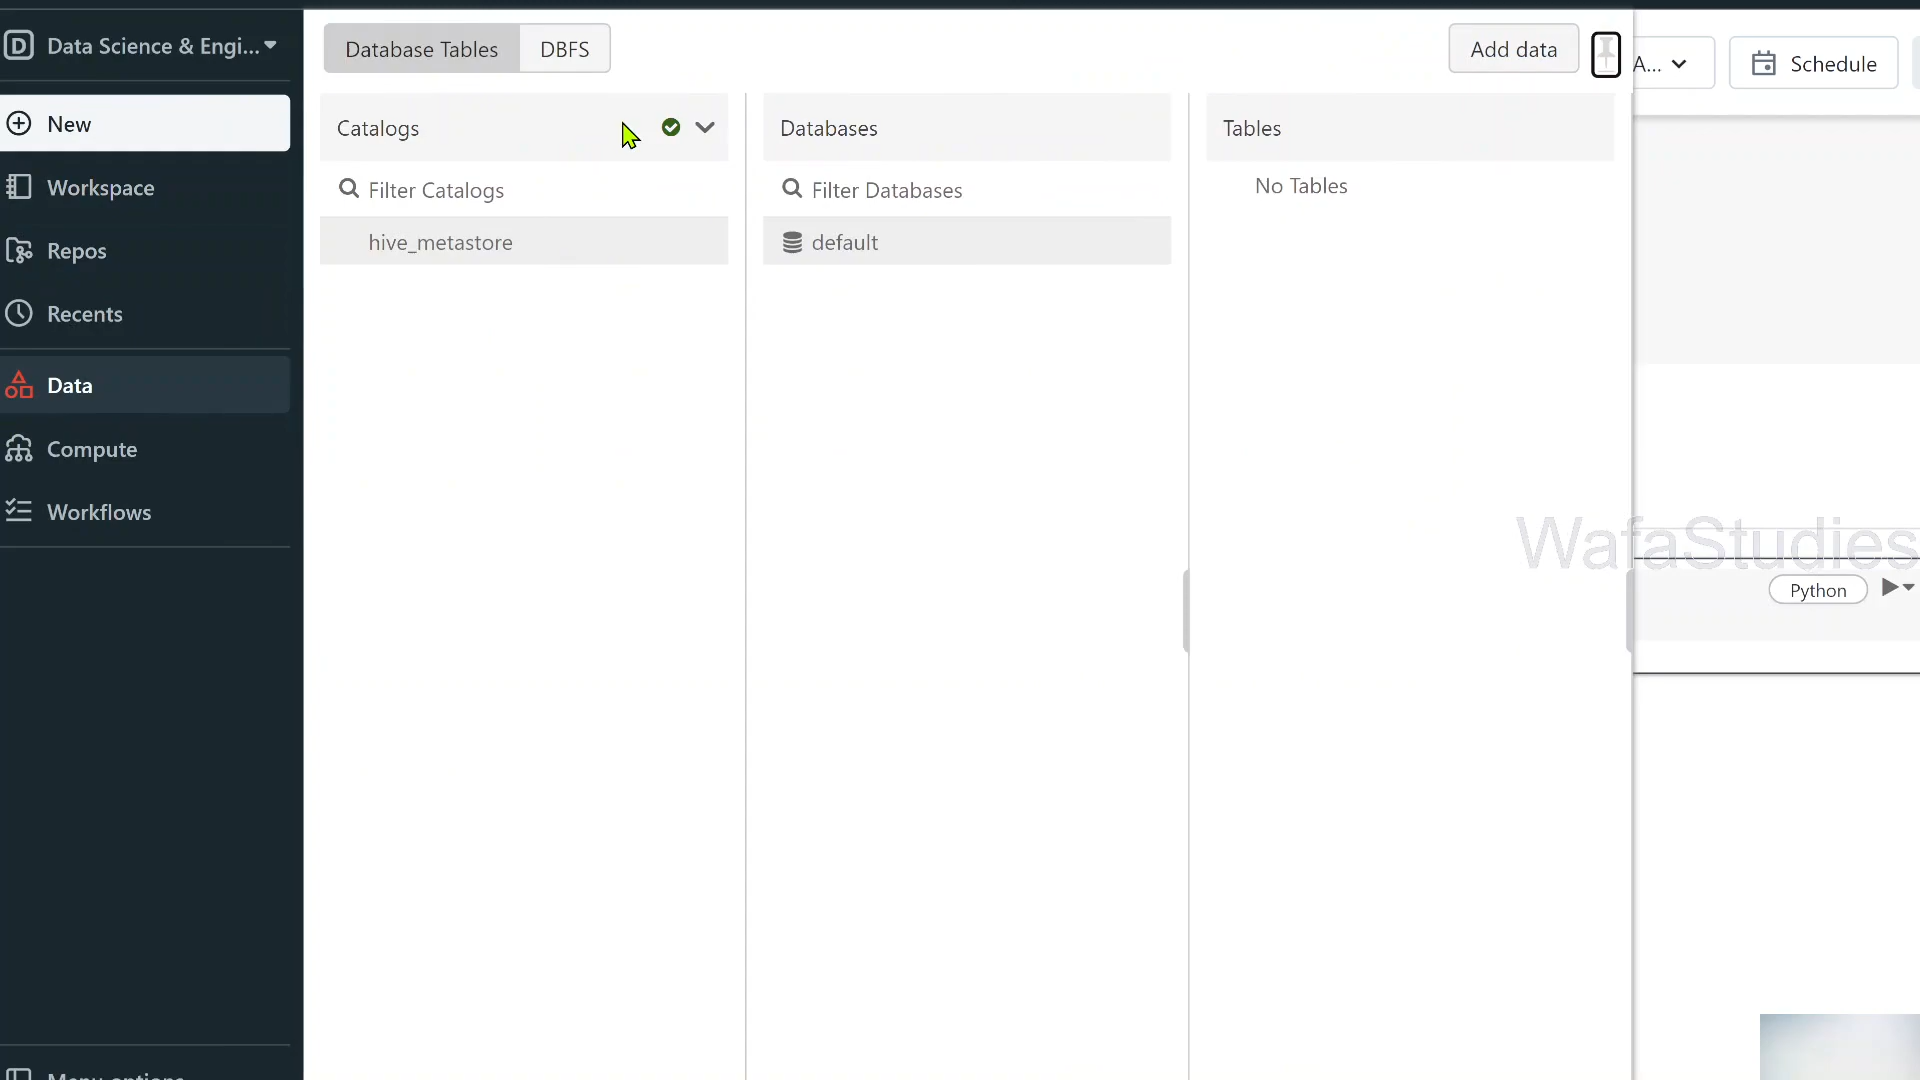 Data Science & Engi...
New
Workspace
Repos
Recents
Data
Compute
Workflows
Database Tables
DBFS
Add data
A...
Schedule
Catalogs
Databases
Tables
Filter Catalogs
Filter Databases
No Tables
hive_metastore
default
WafaStudies
Python
Menu options